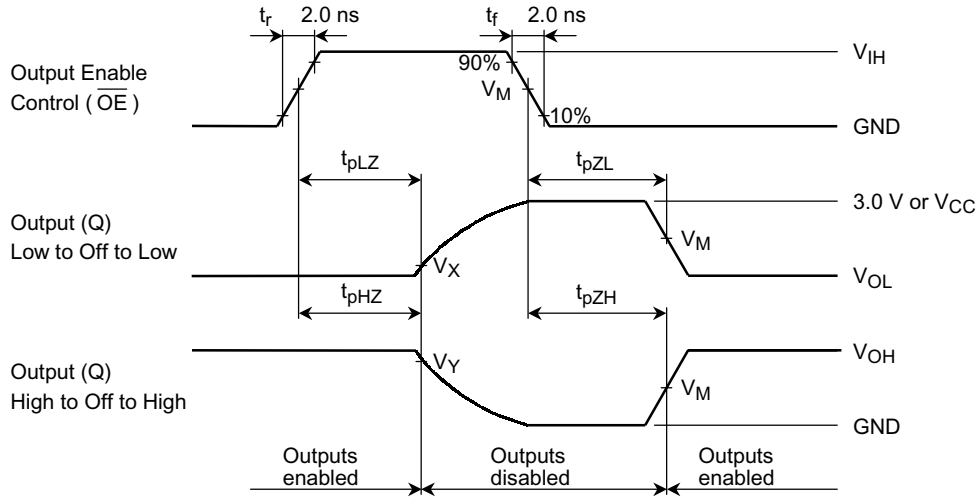 tr 2.0 ns tf 2.0 ns
Output Enable
Control ( OE )
90%
VM
10%
VIH
GND
tpLZ tpZL
Output (Q)
Low to Off to Low
3.0 V or VCC
VM
VX
VOL
tpHZ tpZH
Output (Q)
High to Off to High
VOH
VY
VM
GND
Outputs
enabled
Outputs
disabled
Outputs
enabled